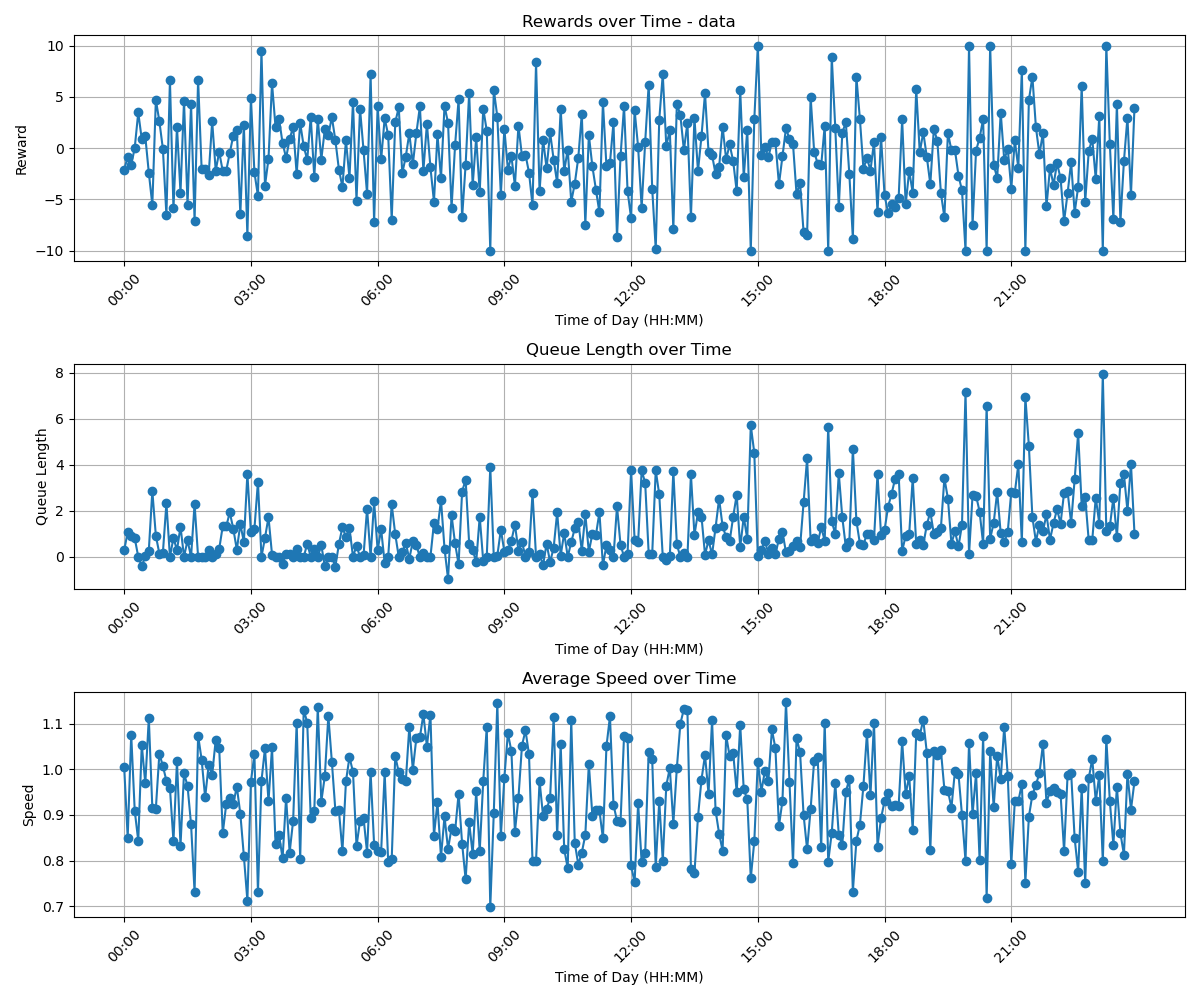 Rewards over Time - data
10
5
0
−5
−10
Reward
00:00 03:00 06:00 09:00 12:00 15:00 18:00 21:00
Time of Day (HH:MM)
Queue Length over Time
8
6
4
2
0
Queue Length
00:00 03:00 06:00 09:00 12:00 15:00 18:00 21:00
Time of Day (HH:MM)
Average Speed over Time
1.1
1.0
0.9
0.8
0.7
Speed
00:00 03:00 06:00 09:00 12:00 15:00 18:00 21:00
Time of Day (HH:MM)